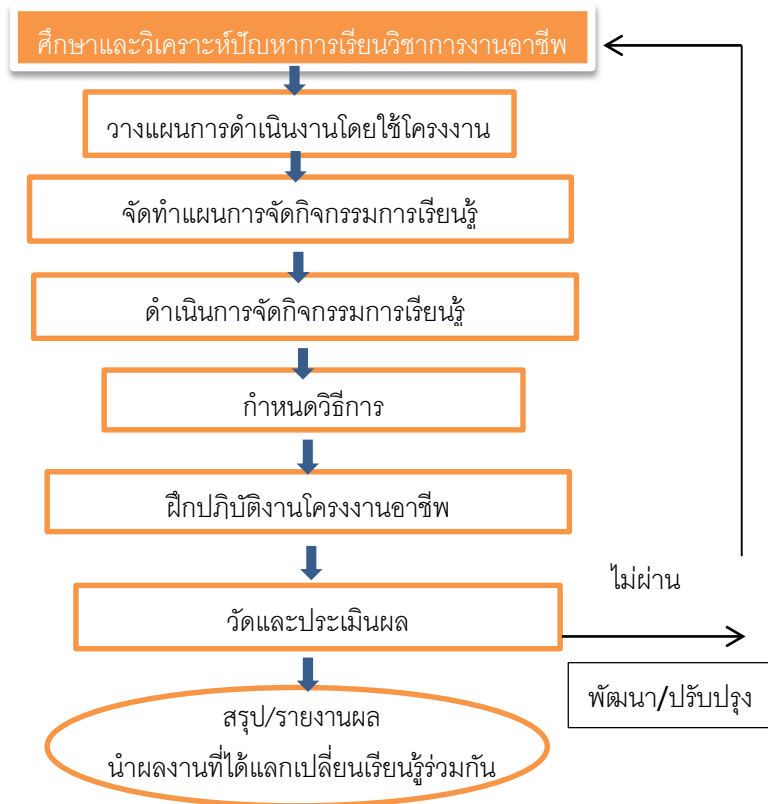 ศึกษาและวิเคราะห์ปัญหาการเรียนวิชาการงานอาชีพ
วางแผนการดำเนินงานโดยใช้โครงงาน
จัดทำแผนการจัดกิจกรรมการเรียนรู้
ดำเนินการจัดกิจกรรมการเรียนรู้
กำหนดวิธีการ
ฝึกปฏิบัติงานโครงงานอาชีพ
ไม่ผ่าน
วัดและประเมินผล
พัฒนา/ปรับปรุง
สรุป/รายงานผล
นำผลงานที่ได้แลกเปลี่ยนเรียนรู้ร่วมกัน